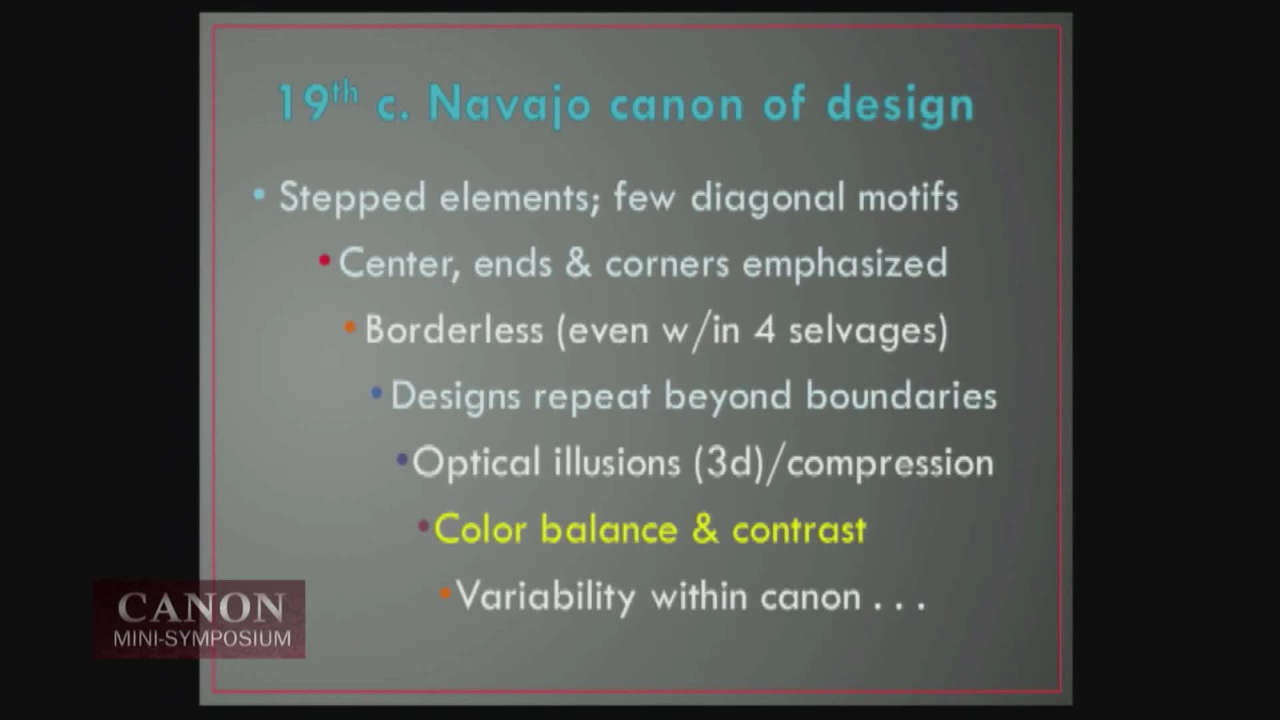 19th c. Navajo canon of design
• Stepped elements; few diagonal motifs
• Center, ends & corners emphasized
• Borderless (even w/in 4 selvages)
• Designs repeat beyond boundaries
• Optical illusions (3d)/compression
• Color balance & contrast
• Variability within canon . . .
CANON
MINI-SYMPOSIUM